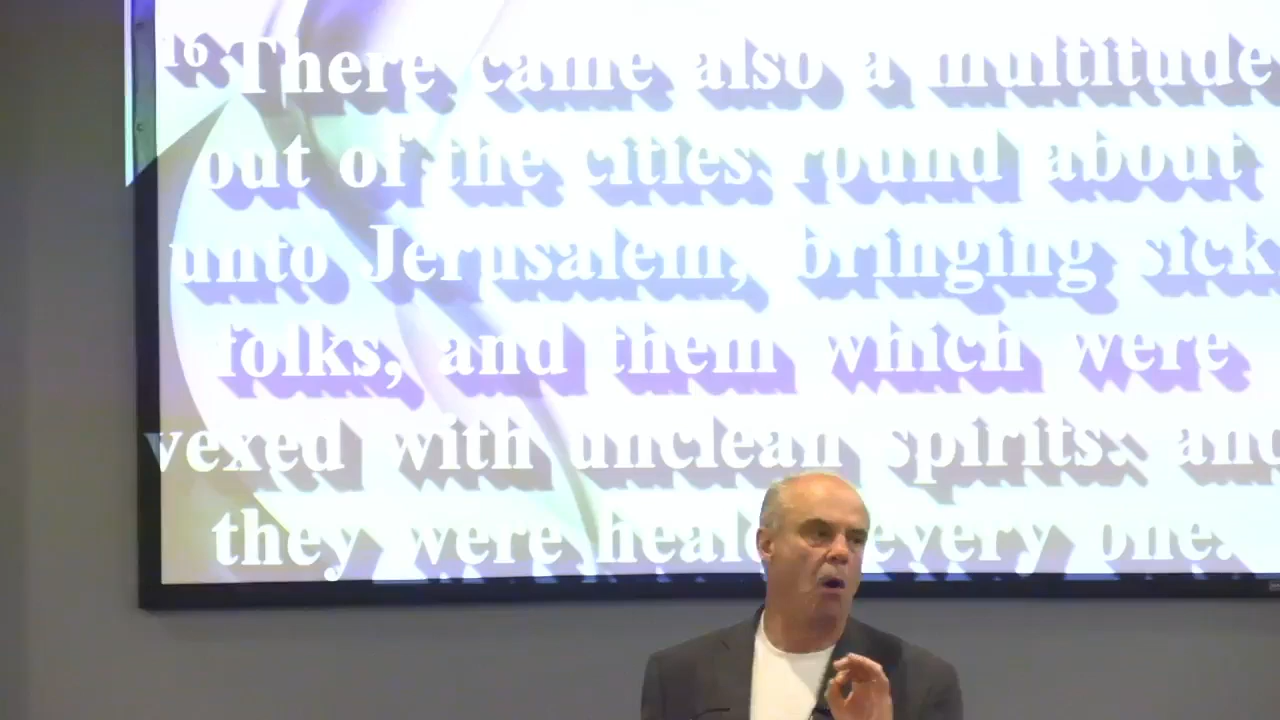 16 There came also a multitude
out of the cities round about
unto Jerusalem, bringing sick
folks, and them which were
vexed with unclean spirits: and
they were healed every one.